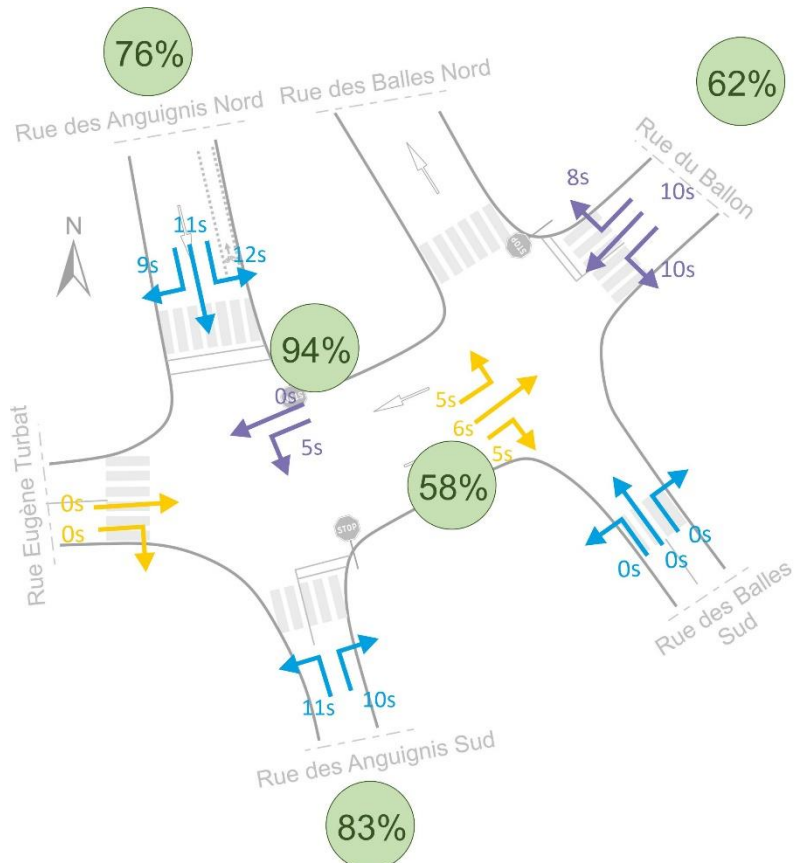 76%
Rue des Anguignis Nord
Rue des Balles Nord
62%
Rue du Ballon
8s
10s
10s
N
11s
9s
12s
STOP
94%
0s
5s
5s
6s
5s
58%
Rue Eugène Turbat
0s
0s
STOP
0s
0s
0s
Rue des Balles
Sud
11s
10s
Rue des Anguignis Sud
83%